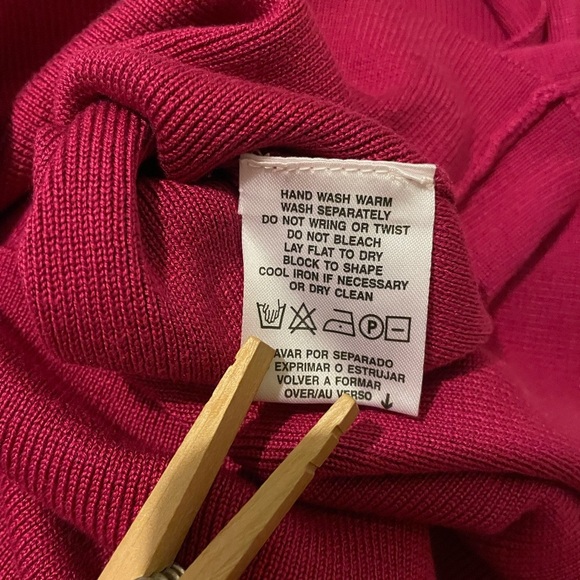 HAND WASH WARM
WASH SEPARATELY
DO NOT WRING OR TWIST
DO NOT BLEACH
LAY FLAT TO DRY
BLOCK TO SHAPE
COOL IRON IF NECESSARY
OR DRY CLEAN
P
AVAR POR SEPARADO
EXPRIMIR O ESTRUJAR
VOLVER A FORMAR
OVER/AU VERSO